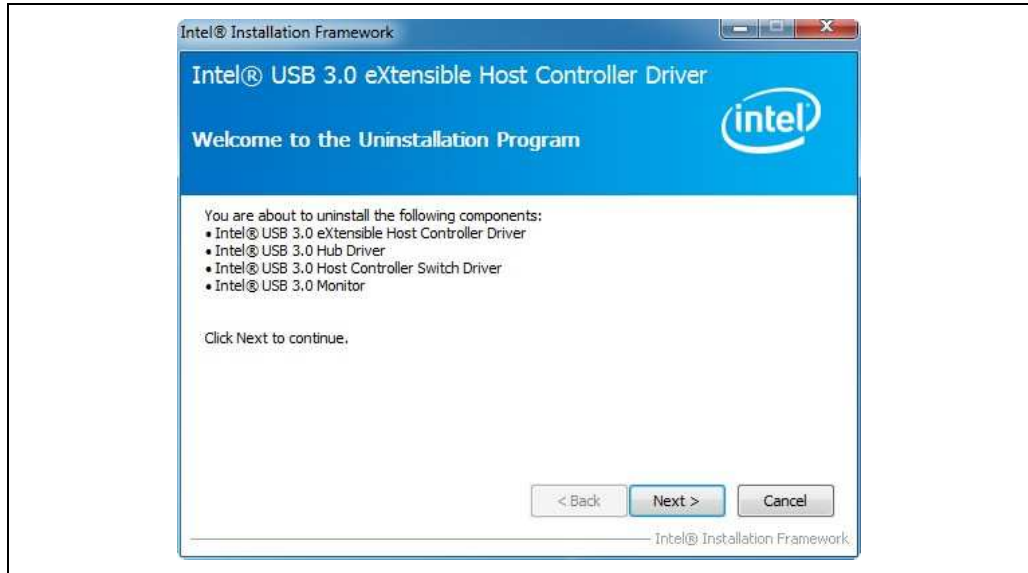 Intel® Installation Framework
Intel® USB 3.0 eXtensible Host Controller Driver
intel
Welcome to the Uninstallation Program
You are about to uninstall the following components:
• Intel® USB 3.0 eXtensible Host Controller Driver
• Intel® USB 3.0 Hub Driver
• Intel® USB 3.0 Host Controller Switch Driver
• Intel® USB 3.0 Monitor
Click Next to continue.
< Back Next > Cancel
Intel® Installation Framework